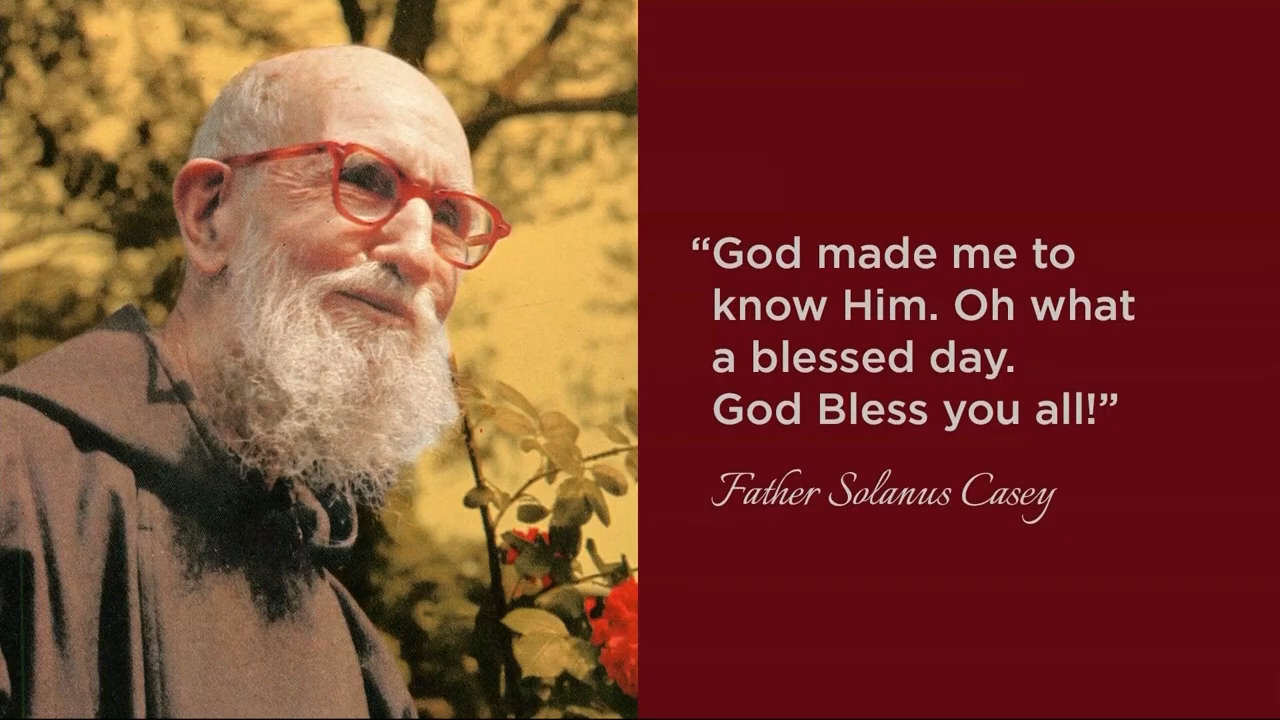 “God made me to
know Him. Oh what
a blessed day.
God Bless you all!”
Father Solanus Casey